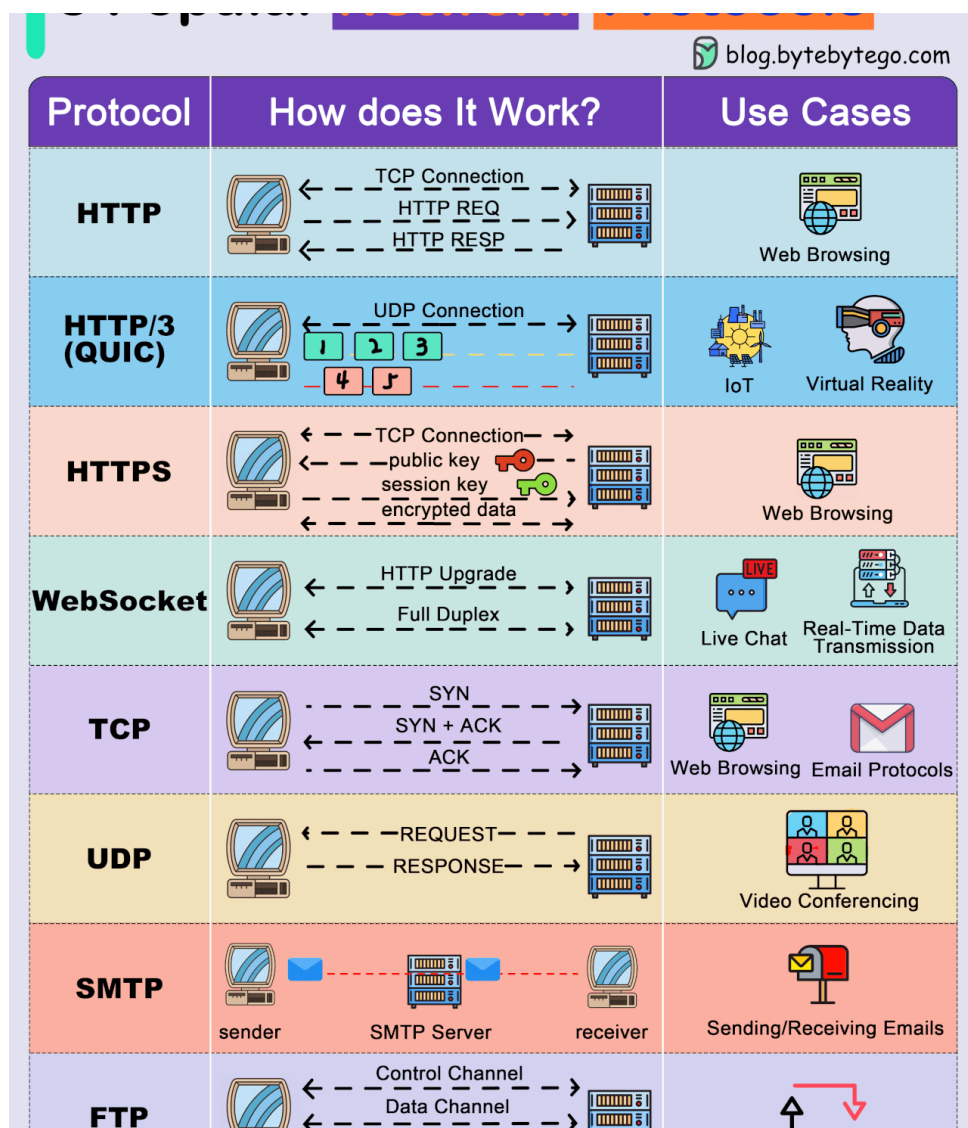 Popular Network Protocols
blog.bytebytego.com
Protocol
How does It Work?
Use Cases
HTTP
TCP Connection
HTTP REQ
HTTP RESP
Web Browsing
HTTP/3
(QUIC)
UDP Connection
1 2 3
4 5
IoT
Virtual Reality
HTTPS
TCP Connection
public key
session key
encrypted data
Web Browsing
WebSocket
HTTP Upgrade
Full Duplex
LIVE
Live Chat
Real-Time Data
Transmission
TCP
SYN
SYN + ACK
ACK
Web Browsing
Email Protocols
UDP
REQUEST
RESPONSE
Video Conferencing
SMTP
sender
SMTP Server
receiver
Sending/Receiving Emails
FTP
Control Channel
Data Channel